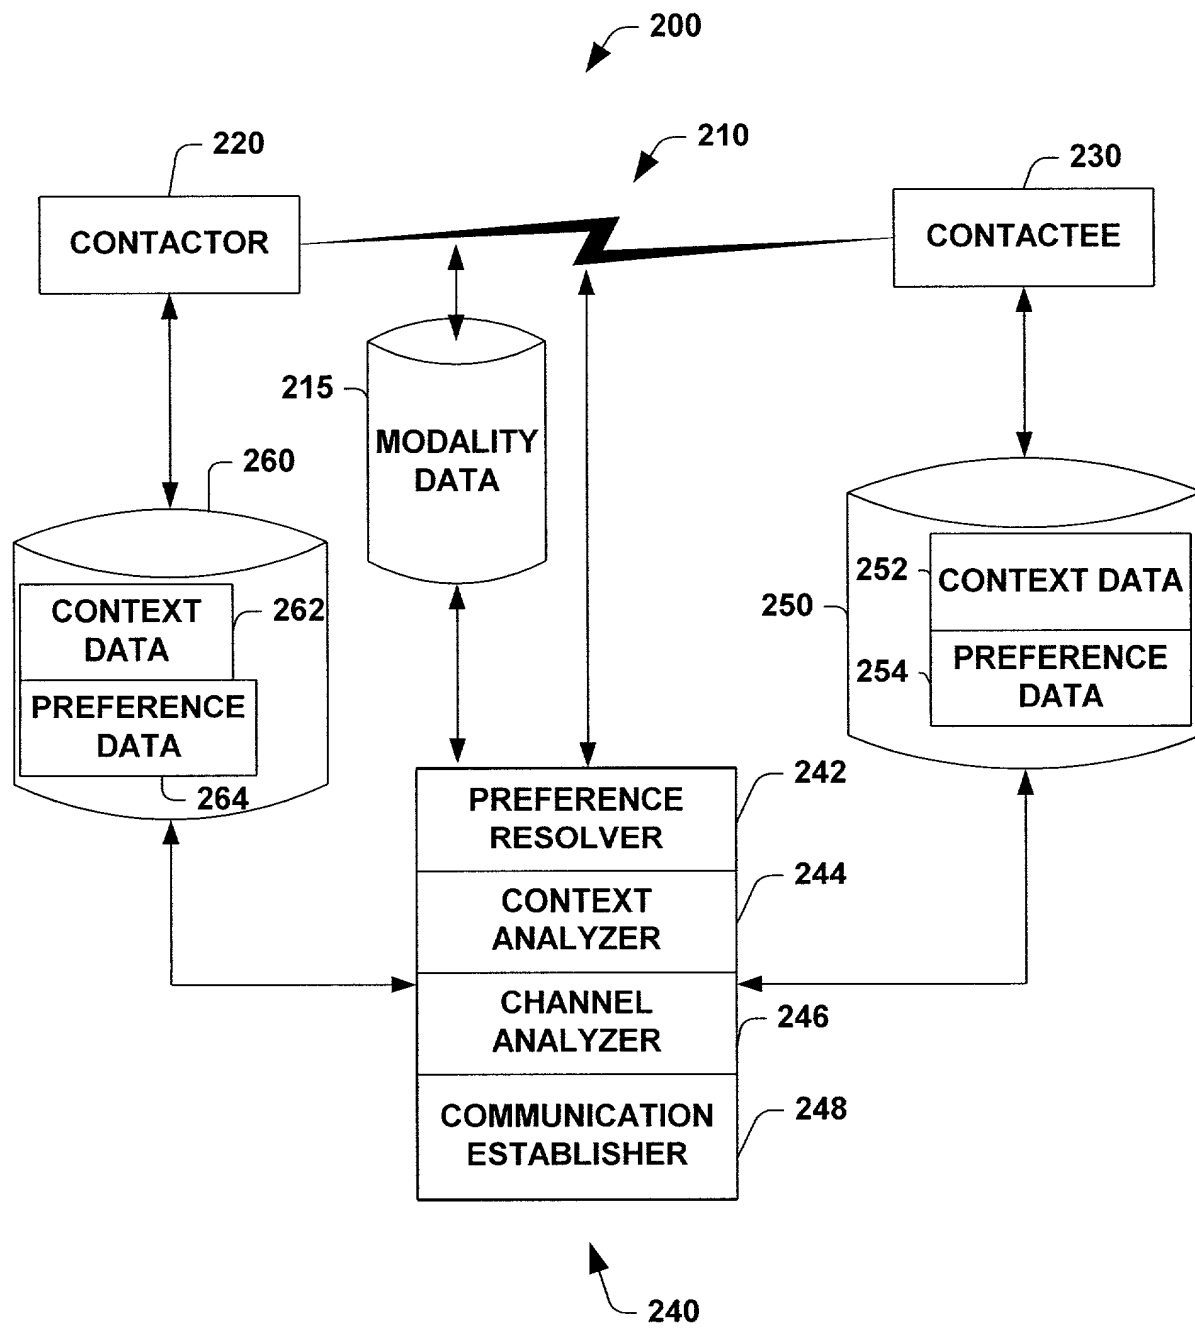 200
210
220
230
CONTACTOR
CONTACTEE
215
MODALITY
DATA
260
250
252
CONTEXT DATA
254
PREFERENCE
DATA
CONTEXT
DATA
262
PREFERENCE
DATA
264
PREFERENCE
RESOLVER
242
CONTEXT
ANALYZER
244
CHANNEL
ANALYZER
246
COMMUNICATION
ESTABLISHER
248
240